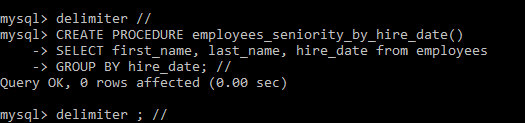 mysql> delimiter //
mysql> CREATE PROCEDURE employees_seniority_by_hire_date()
    -> SELECT first_name, last_name, hire_date from employees
    -> GROUP BY hire_date; //
Query OK, 0 rows affected (0.00 sec)

mysql> delimiter ; //